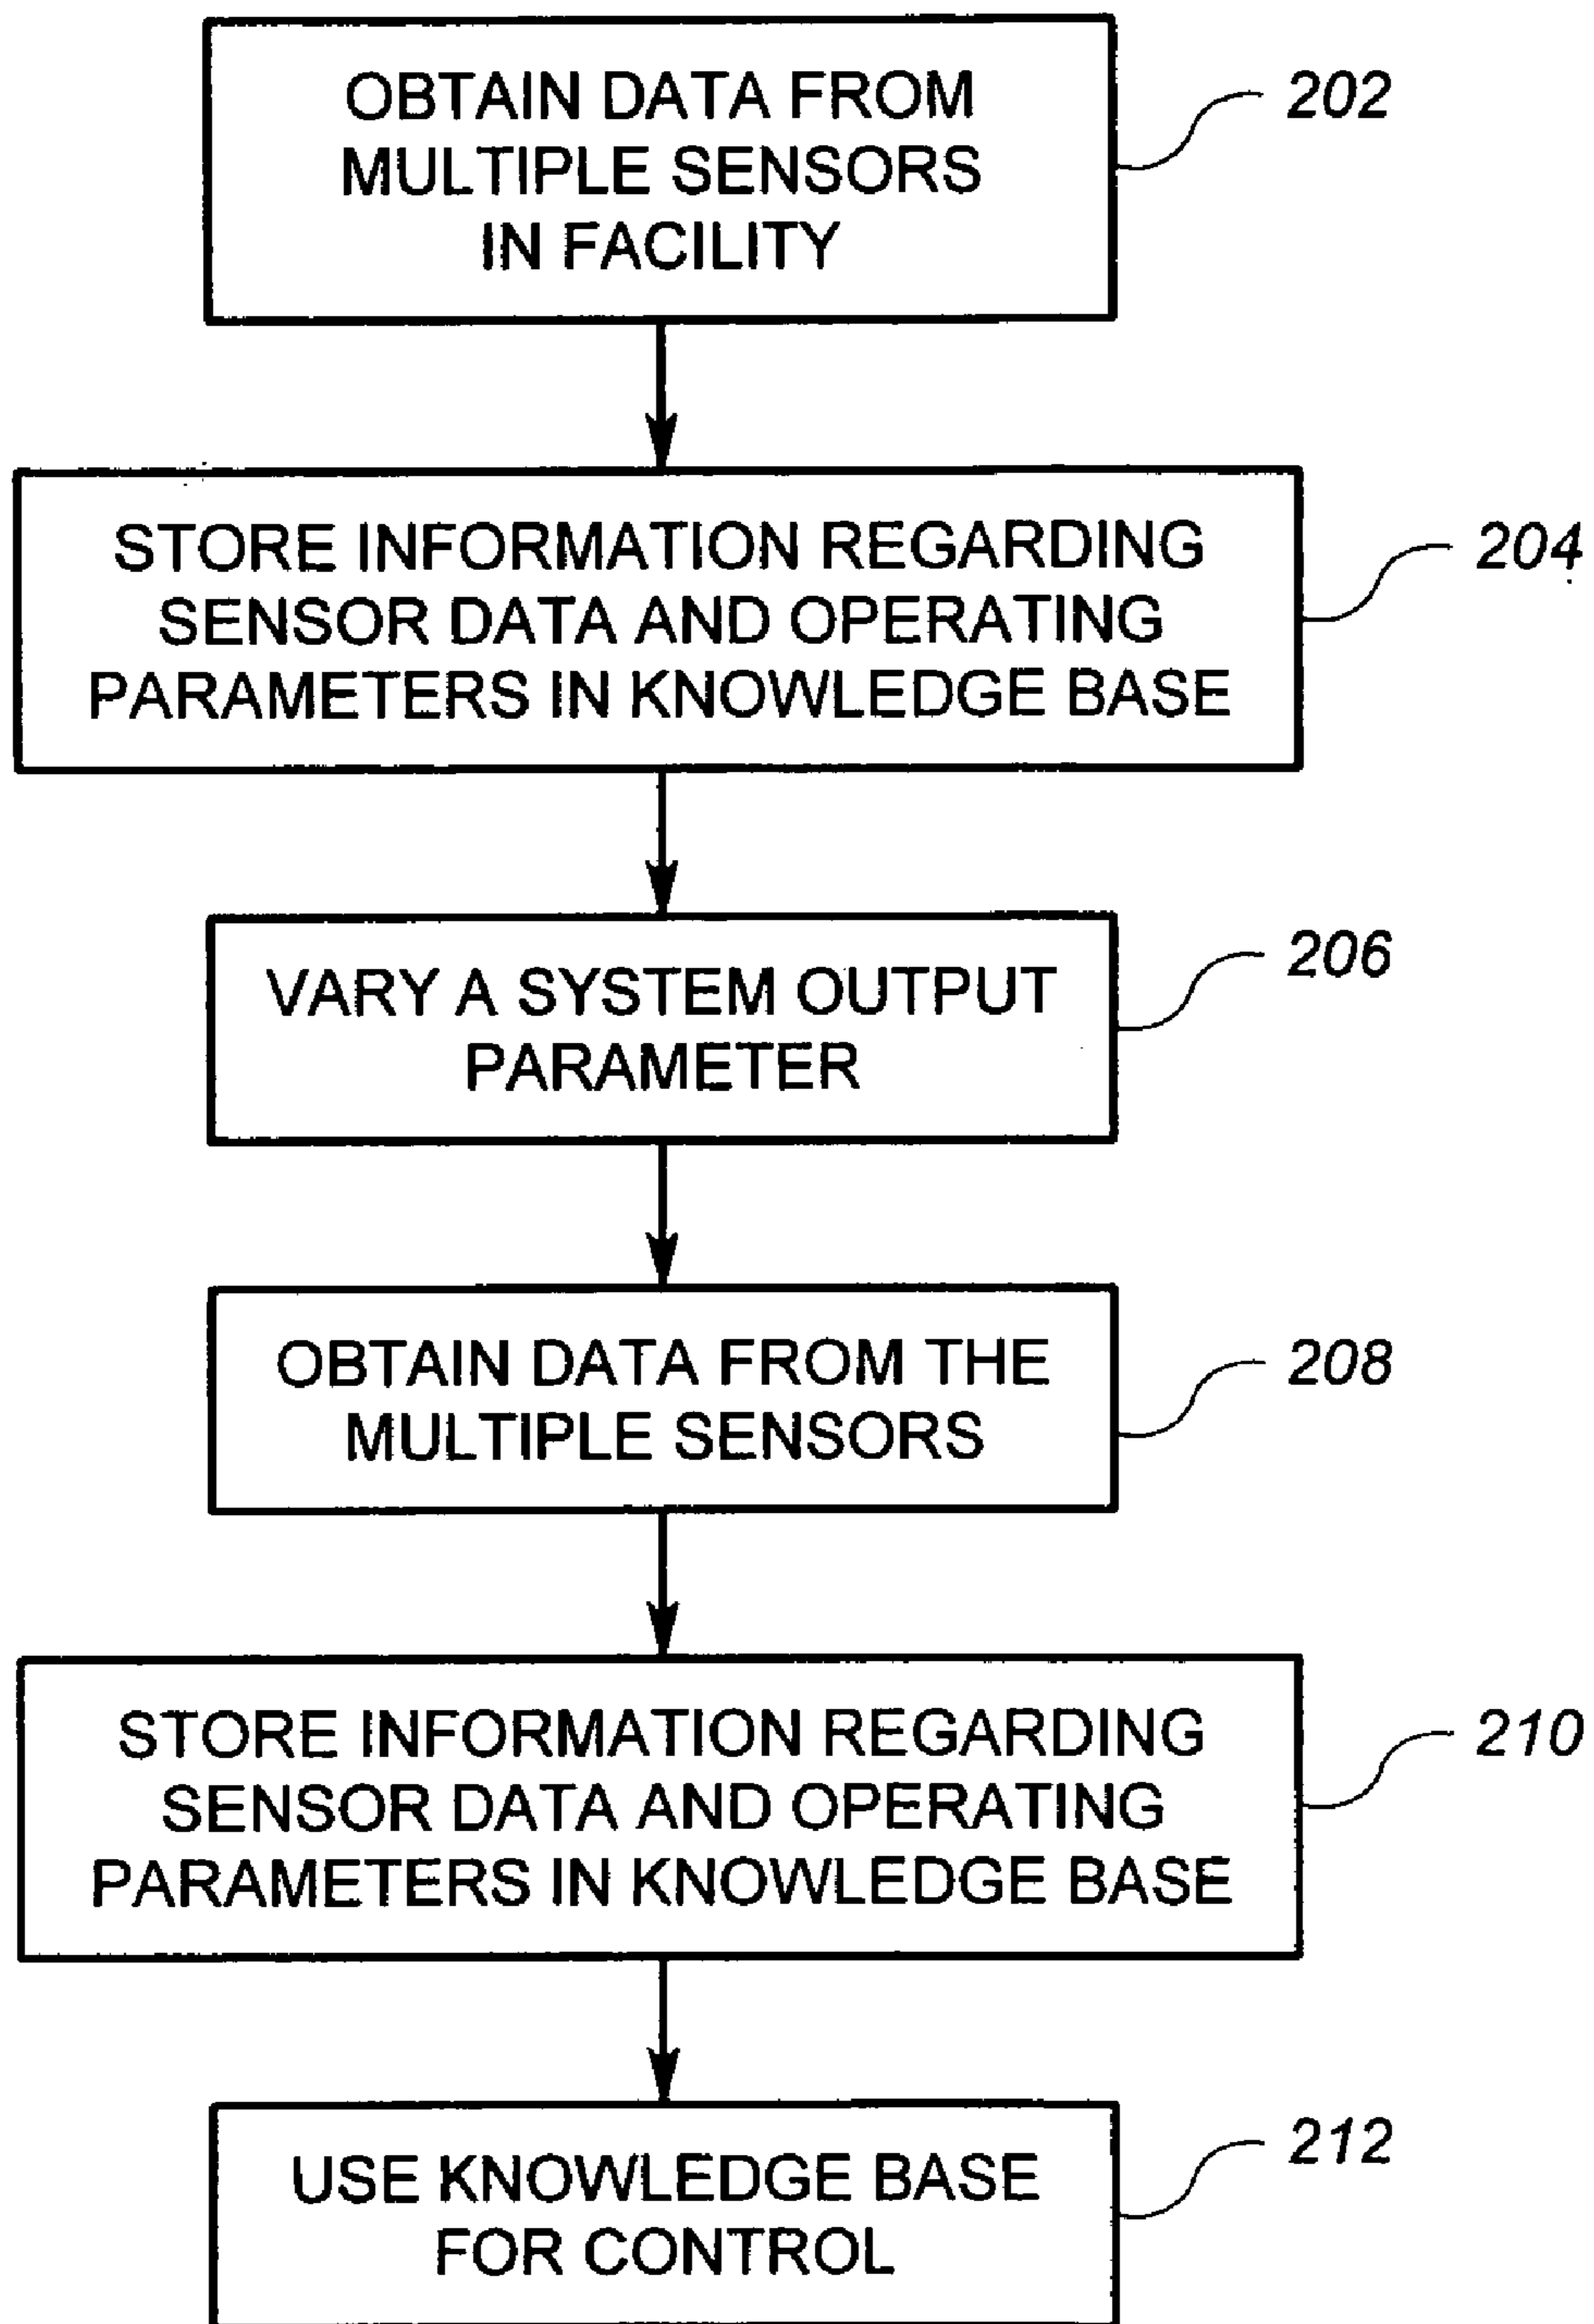 OBTAIN DATA FROM
MULTIPLE SENSORS
IN FACILITY
202
STORE INFORMATION REGARDING
SENSOR DATA AND OPERATING
PARAMETERS IN KNOWLEDGE BASE
204
VARY A SYSTEM OUTPUT
PARAMETER
206
OBTAIN DATA FROM THE
MULTIPLE SENSORS
208
STORE INFORMATION REGARDING
SENSOR DATA AND OPERATING
PARAMETERS IN KNOWLEDGE BASE
210
USE KNOWLEDGE BASE
FOR CONTROL
212